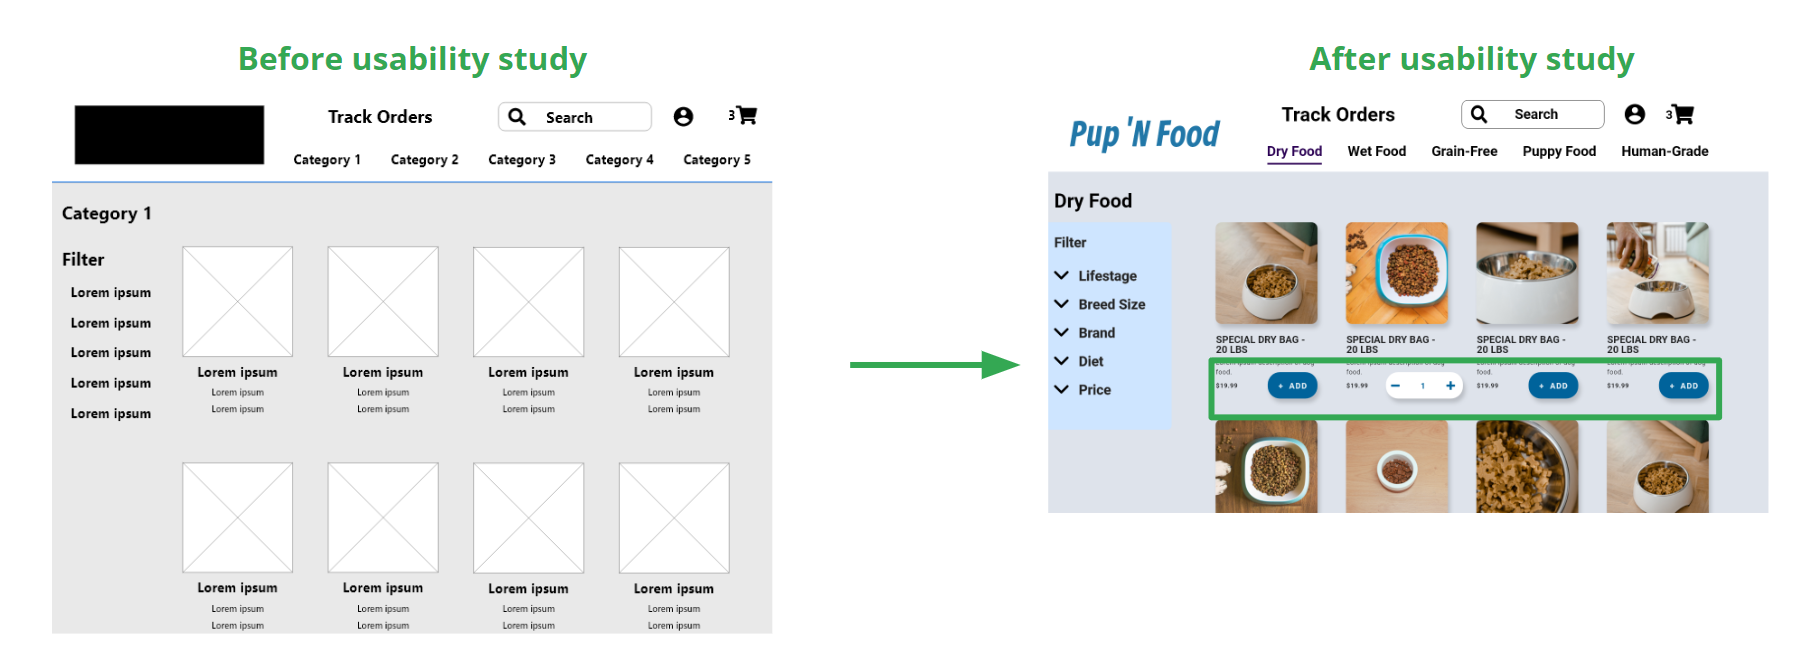 Before usability study
After usability study
Track Orders
Search
3
Category 1 Category 2 Category 3 Category 4 Category 5
Category 1
Filter
Lorem ipsum
Lorem ipsum
Lorem ipsum
Lorem ipsum
Lorem ipsum
Lorem ipsum Lorem ipsum Lorem ipsum Lorem ipsum
Lorem ipsum Lorem ipsum Lorem ipsum Lorem ipsum
Lorem ipsum Lorem ipsum Lorem ipsum Lorem ipsum
Lorem ipsum Lorem ipsum Lorem ipsum Lorem ipsum
Lorem ipsum Lorem ipsum Lorem ipsum Lorem ipsum
Lorem ipsum Lorem ipsum Lorem ipsum Lorem ipsum
Pup 'N Food
Track Orders
Search
3
Dry Food Wet Food Grain-Free Puppy Food Human-Grade
Dry Food
Filter
Lifestage
Breed Size
Brand
Diet
Price
SPECIAL DRY BAG - SPECIAL DRY BAG - SPECIAL DRY BAG - SPECIAL DRY BAG -
20 LBS 20 LBS 20 LBS 20 LBS
food. food. food. food.
$19.99 + ADD $19.99 − 1 + $19.99 + ADD $19.99 + ADD